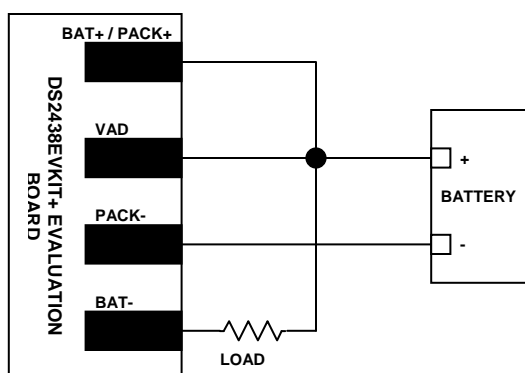 DS2438EVKIT+ EVALUATION
BOARD
BAT+ / PACK+
VAD
PACK-
BAT-
LOAD
+
BATTERY
-